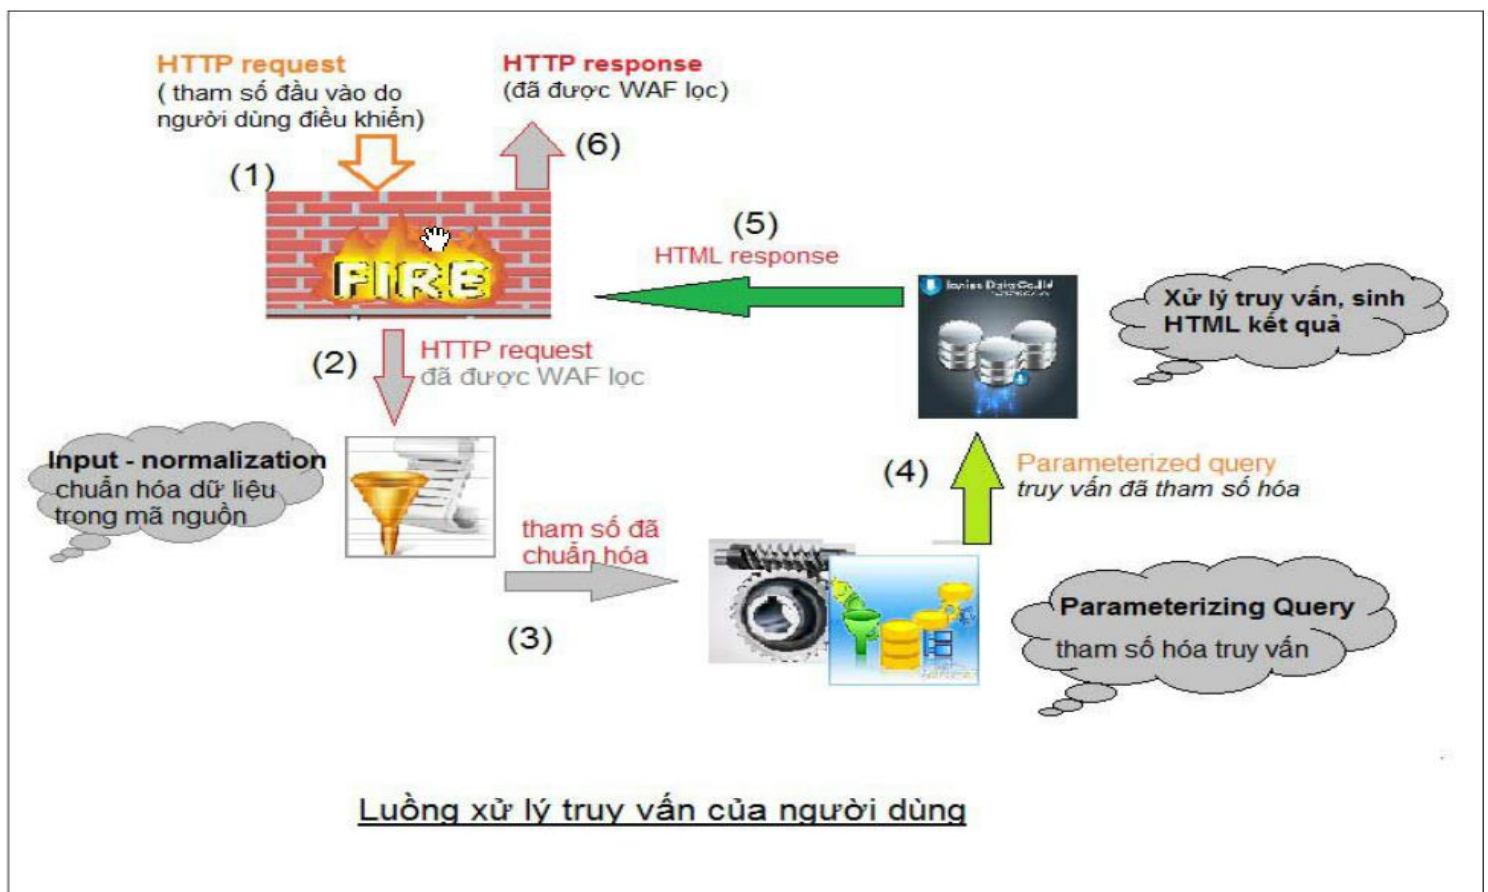 HTTP request
( tham số đầu vào do
người dùng điều khiển)
(1)
HTTP response
(đã được WAF lọc)
(6)
FIRE
(5)
HTML response
Xử lý truy vấn, sinh
HTML kết quả
(2)
HTTP request
đã được WAF lọc
Input - normalization
chuẩn hóa dữ liệu
trong mã nguồn
(4)
Parameterized query
truy vấn đã tham số hóa
tham số đã
chuẩn hóa
(3)
Parameterizing Query
tham số hóa truy vấn
Luồng xử lý truy vấn của người dùng